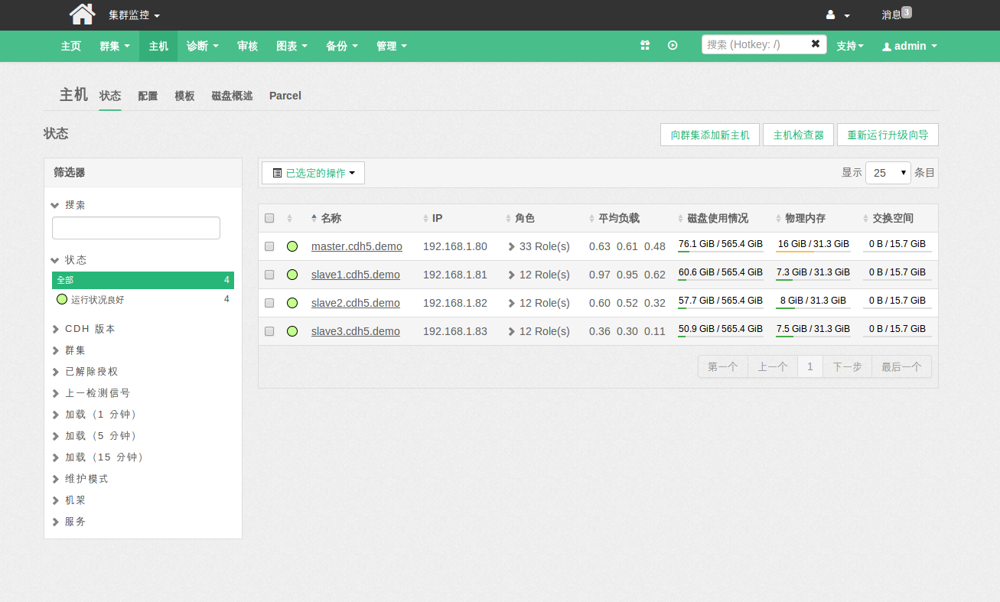 集群监控 消息 3
主页 群集 主机 诊断 审核 图表 备份 管理 搜索 (Hotkey: /) 支持 admin
主机 状态 配置 模板 磁盘概述 Parcel
状态 向群集添加新主机 主机检查器 重新运行升级向导
筛选器
搜索
状态
全部 4
运行状况良好 4
CDH 版本
群集
已解除授权
上一检测信号
加载（1 分钟）
加载（5 分钟）
加载（15 分钟）
维护模式
机架
服务
已选定的操作 显示 25 条目
名称 IP 角色 平均负载 磁盘使用情况 物理内存 交换空间
master.cdh5.demo 192.168.1.80 33 Role(s) 0.63 0.61 0.48 76.1 GiB / 565.4 GiB 16 GiB / 31.3 GiB 0 B / 15.7 GiB
slave1.cdh5.demo 192.168.1.81 12 Role(s) 0.97 0.95 0.62 60.6 GiB / 565.4 GiB 7.3 GiB / 31.3 GiB 0 B / 15.7 GiB
slave2.cdh5.demo 192.168.1.82 12 Role(s) 0.60 0.52 0.32 57.7 GiB / 565.4 GiB 8 GiB / 31.3 GiB 0 B / 15.7 GiB
slave3.cdh5.demo 192.168.1.83 12 Role(s) 0.36 0.30 0.11 50.9 GiB / 565.4 GiB 7.5 GiB / 31.3 GiB 0 B / 15.7 GiB
第一个 上一个 1 下一步 最后一个